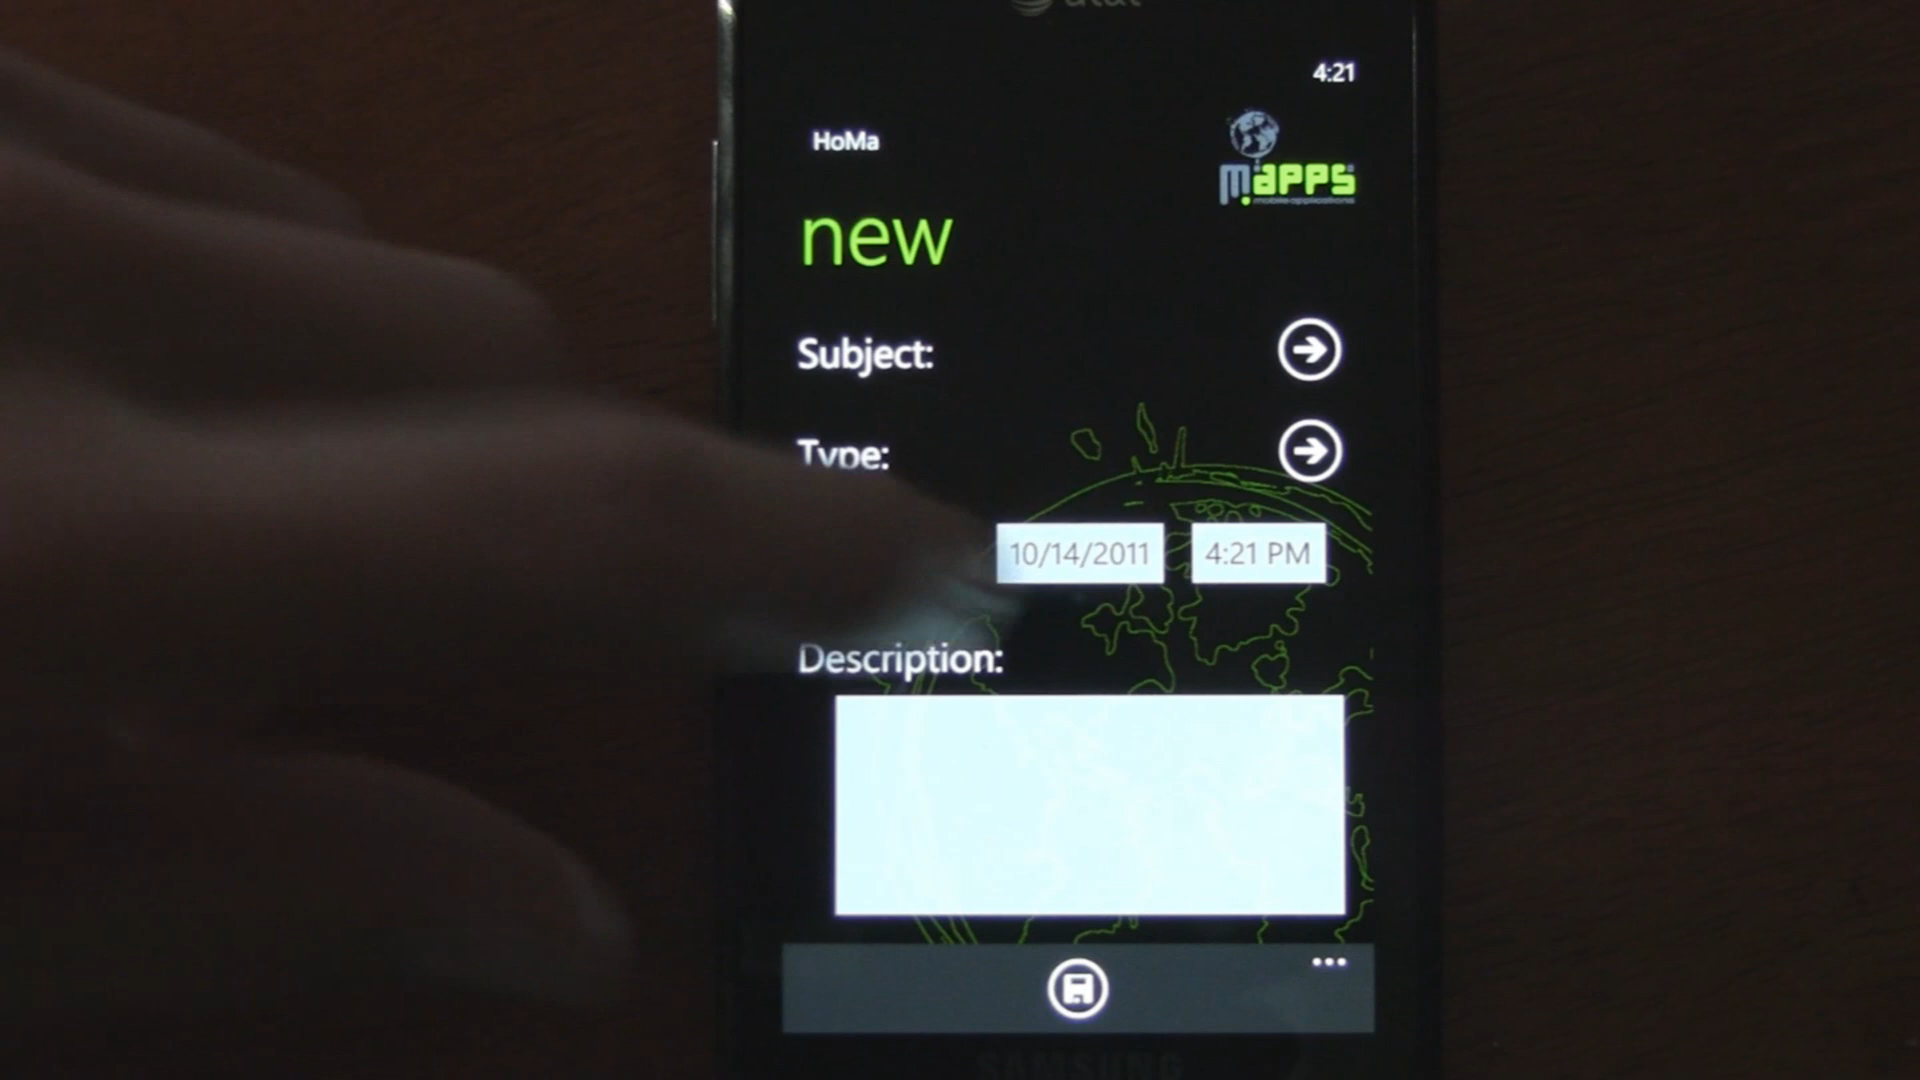 at&t
4:21
HoMa
mapps
mobile applications
new
Subject:
Type:
10/14/2011 4:21 PM
Description:
SAMSUNG